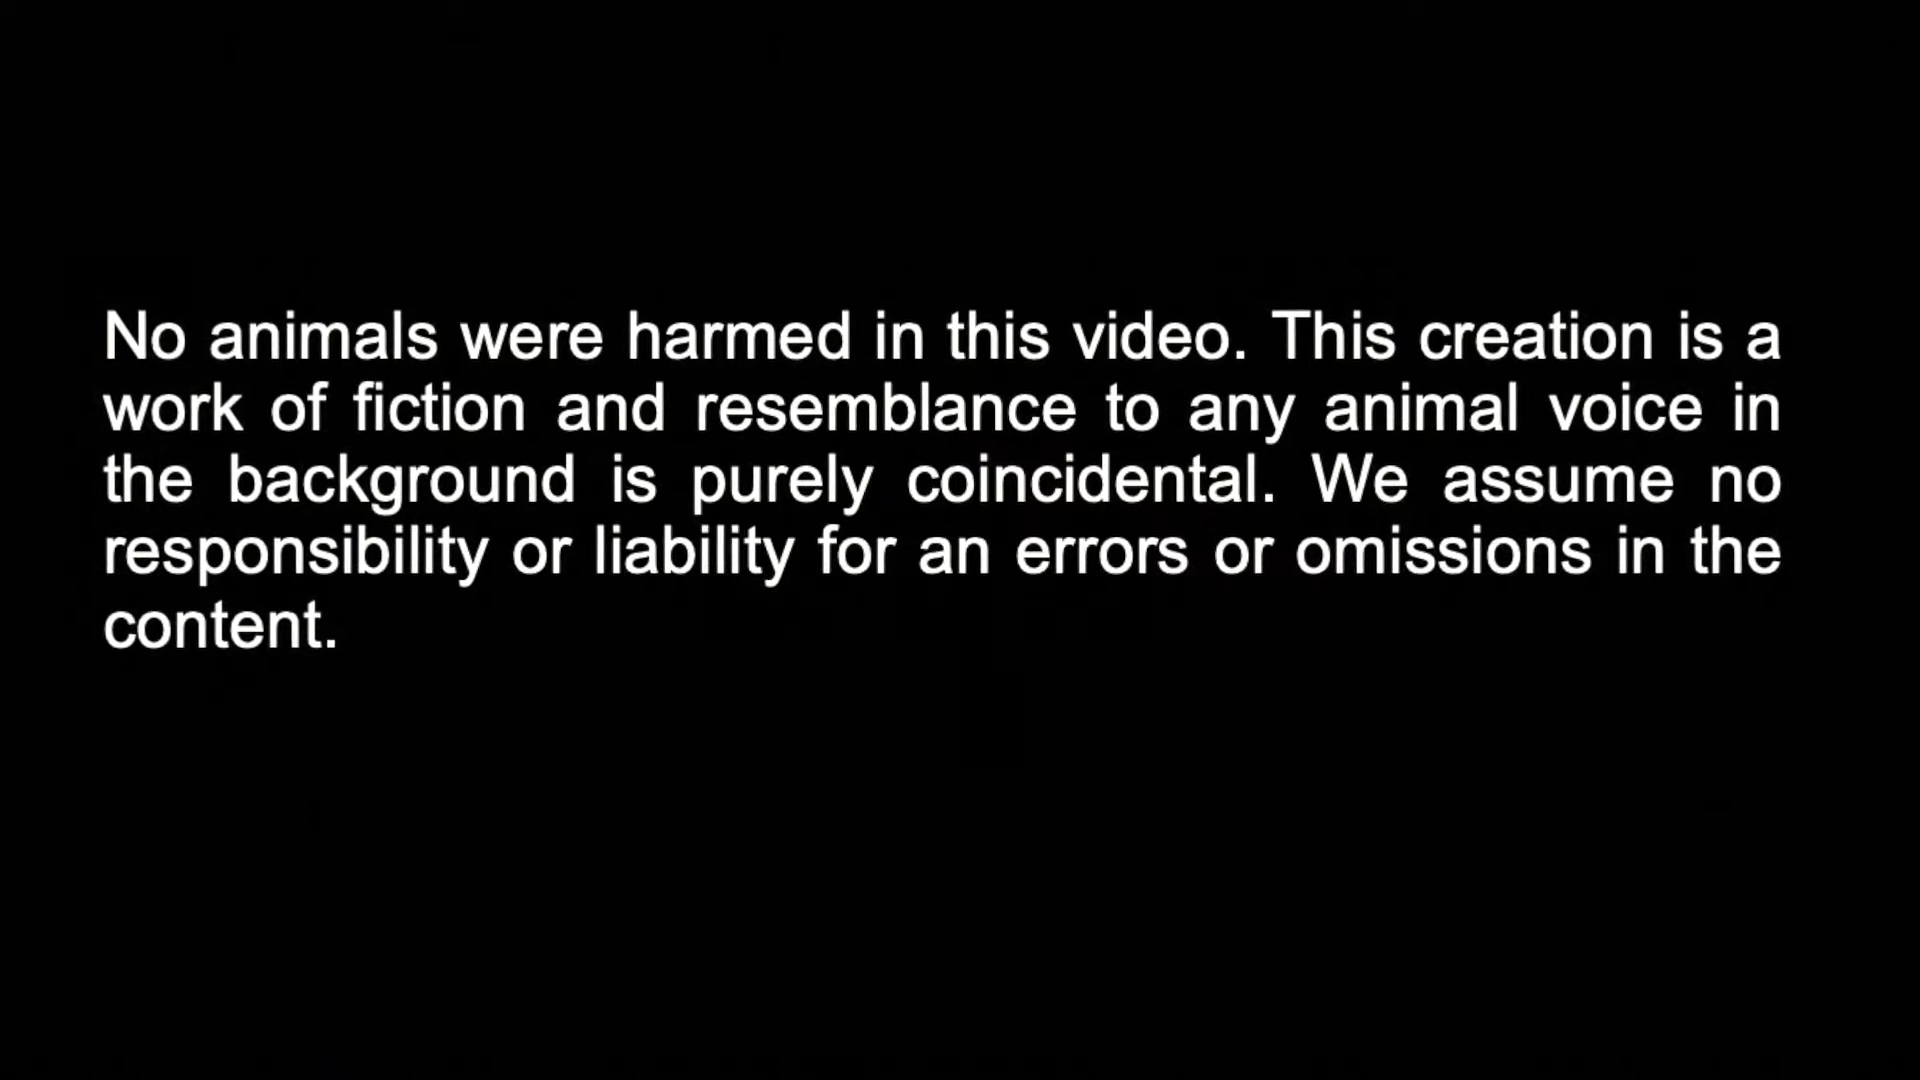 No animals were harmed in this video. This creation is a
work of fiction and resemblance to any animal voice in
the background is purely coincidental. We assume no
responsibility or liability for an errors or omissions in the
content.